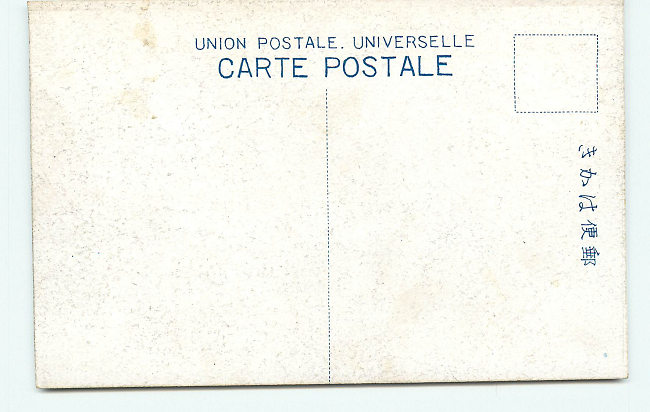 UNION POSTALE. UNIVERSELLE
CARTE POSTALE
郵便はかき